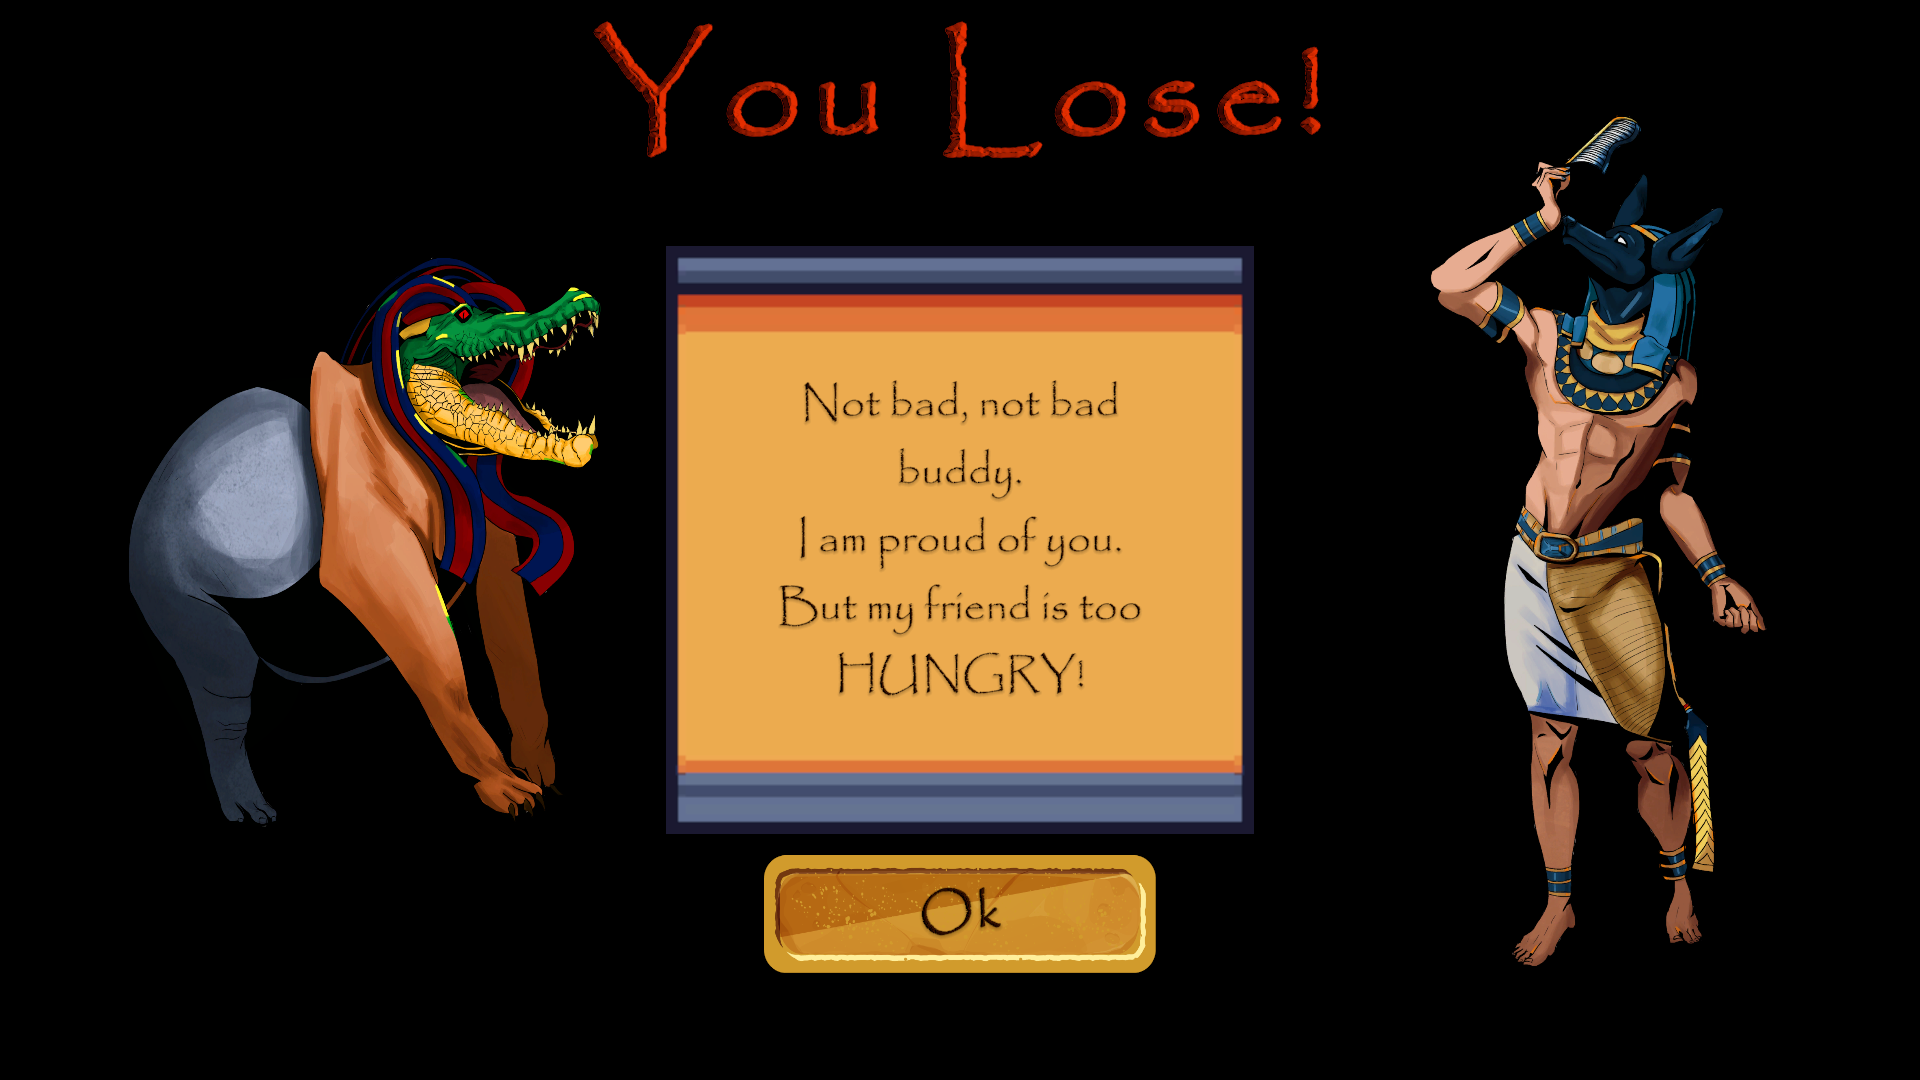 You Lose!
Not bad, not bad
buddy.
I am proud of you.
But my friend is too
HUNGRY!
Ok